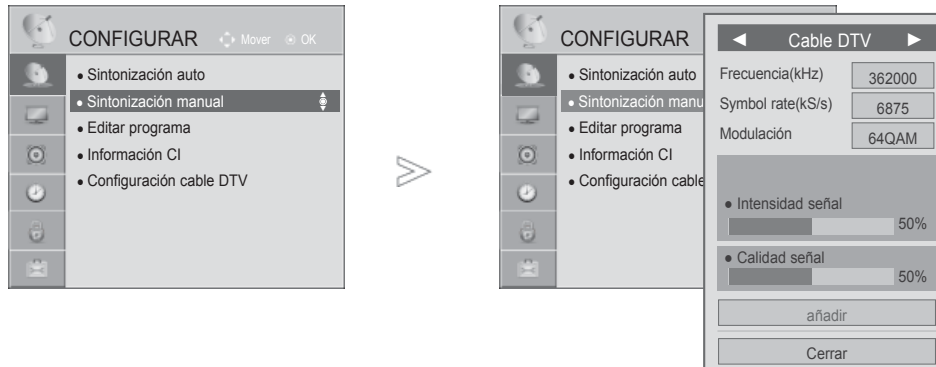 CONFIGURAR Mover OK
• Sintonización auto
• Sintonización manual
• Editar programa
• Información CI
• Configuración cable DTV
>
CONFIGURAR
• Sintonización auto
• Sintonización manu
• Editar programa
• Información CI
• Configuración cable
◄ Cable DTV ►
Frecuencia(kHz) 362000
Symbol rate(kS/s) 6875
Modulación 64QAM
• Intensidad señal
50%
• Calidad señal
50%
añadir
Cerrar